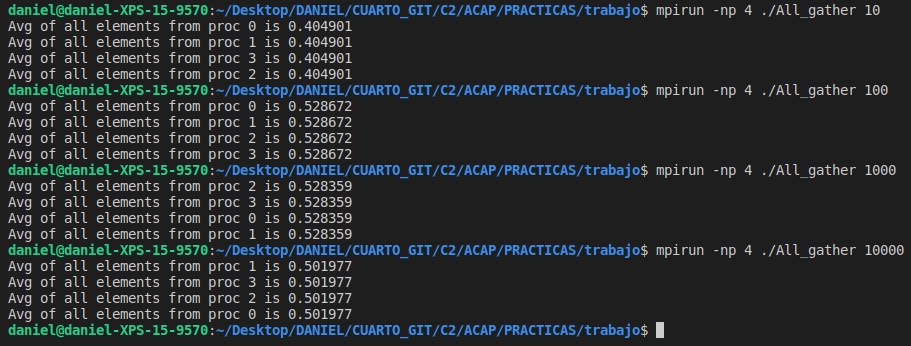 daniel@daniel-XPS-15-9570:~/Desktop/DANIEL/CUARTO_GIT/C2/ACAP/PRACTICAS/trabajo$ mpirun -np 4 ./All_gather 10
Avg of all elements from proc 0 is 0.404901
Avg of all elements from proc 1 is 0.404901
Avg of all elements from proc 3 is 0.404901
Avg of all elements from proc 2 is 0.404901
daniel@daniel-XPS-15-9570:~/Desktop/DANIEL/CUARTO_GIT/C2/ACAP/PRACTICAS/trabajo$ mpirun -np 4 ./All_gather 100
Avg of all elements from proc 0 is 0.528672
Avg of all elements from proc 1 is 0.528672
Avg of all elements from proc 2 is 0.528672
Avg of all elements from proc 3 is 0.528672
daniel@daniel-XPS-15-9570:~/Desktop/DANIEL/CUARTO_GIT/C2/ACAP/PRACTICAS/trabajo$ mpirun -np 4 ./All_gather 1000
Avg of all elements from proc 2 is 0.528359
Avg of all elements from proc 3 is 0.528359
Avg of all elements from proc 0 is 0.528359
Avg of all elements from proc 1 is 0.528359
daniel@daniel-XPS-15-9570:~/Desktop/DANIEL/CUARTO_GIT/C2/ACAP/PRACTICAS/trabajo$ mpirun -np 4 ./All_gather 10000
Avg of all elements from proc 1 is 0.501977
Avg of all elements from proc 3 is 0.501977
Avg of all elements from proc 2 is 0.501977
Avg of all elements from proc 0 is 0.501977
daniel@daniel-XPS-15-9570:~/Desktop/DANIEL/CUARTO_GIT/C2/ACAP/PRACTICAS/trabajo$